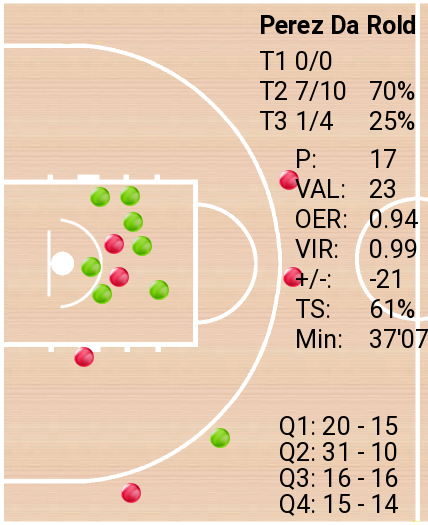 Perez Da Rold
T1 0/0
T2 7/10 70%
T3 1/4 25%
P: 17
VAL: 23
OER: 0.94
VIR: 0.99
+/-: -21
TS: 61%
Min: 37'07
Q1: 20 - 15
Q2: 31 - 10
Q3: 16 - 16
Q4: 15 - 14